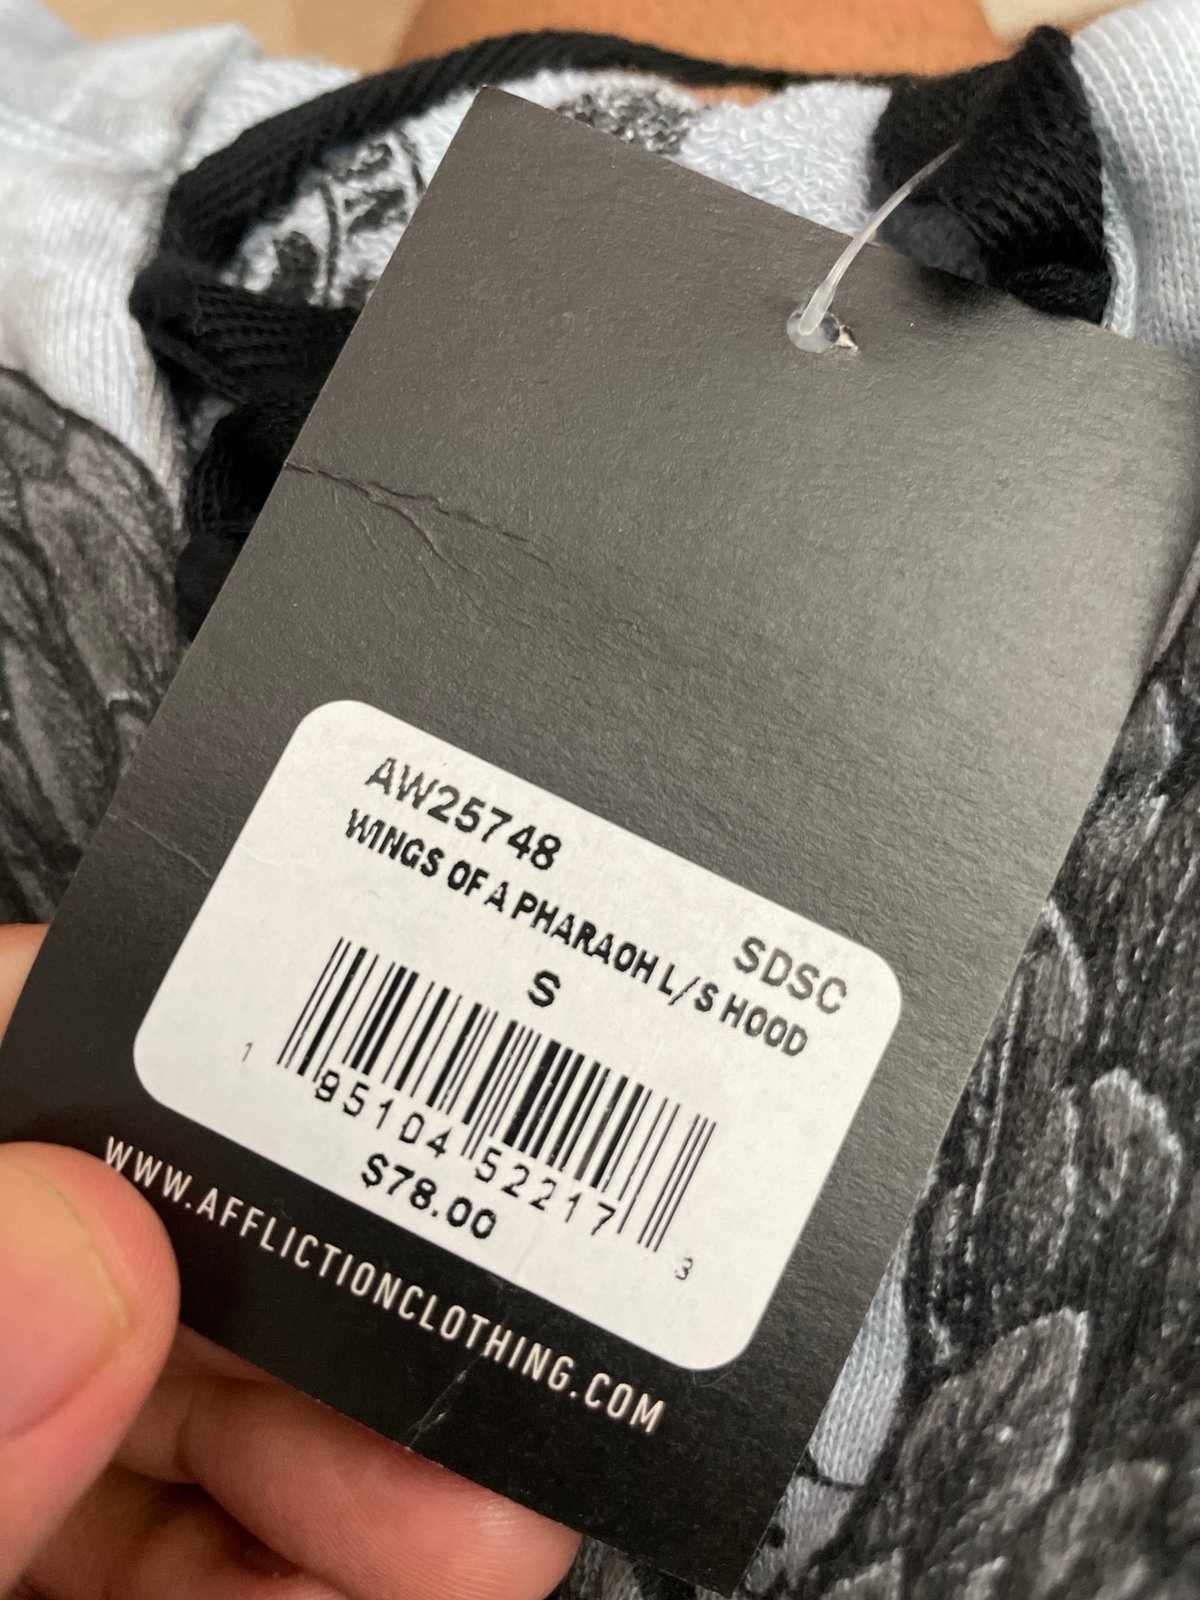 AW25748 SDSC
WINGS OF A PHARAOH L/S HOOD
S
1 95104 52217 3
$78.00
WWW.AFFLICTIONCLOTHING.COM